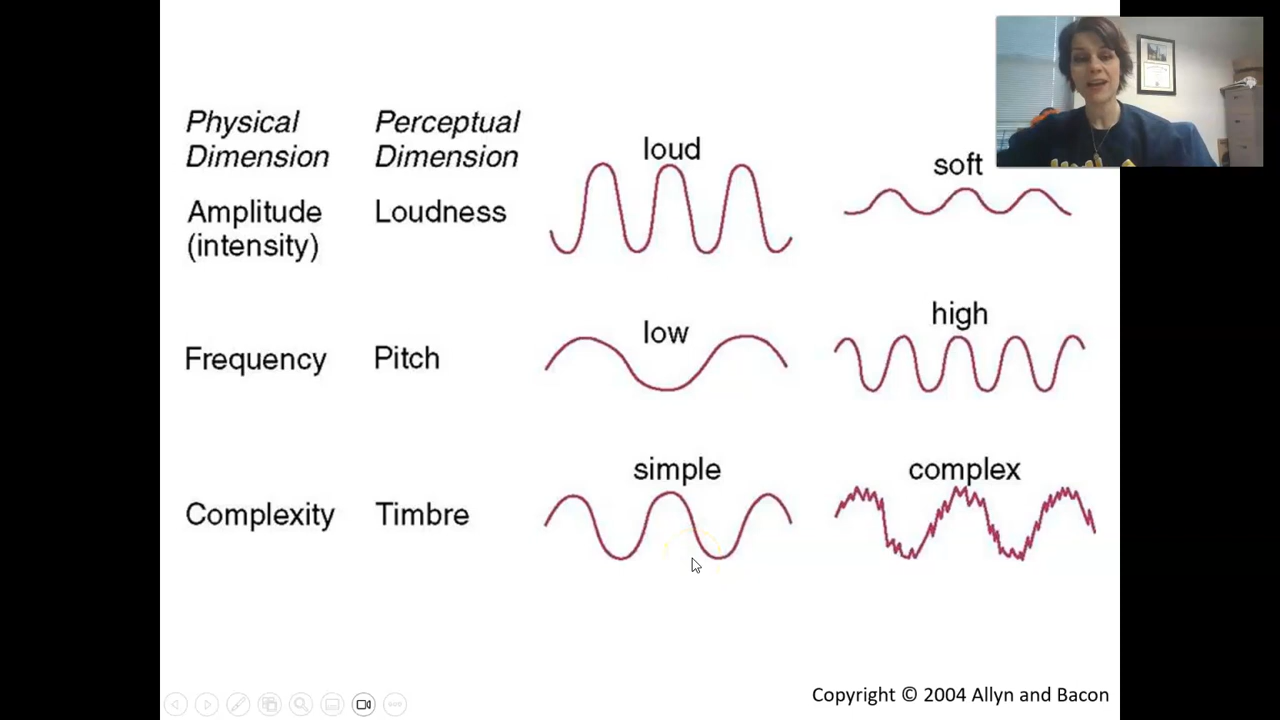 Physical Dimension
Perceptual Dimension
loud
soft
Amplitude (intensity)
Loudness
low
high
Frequency
Pitch
simple
complex
Complexity
Timbre
Copyright © 2004 Allyn and Bacon